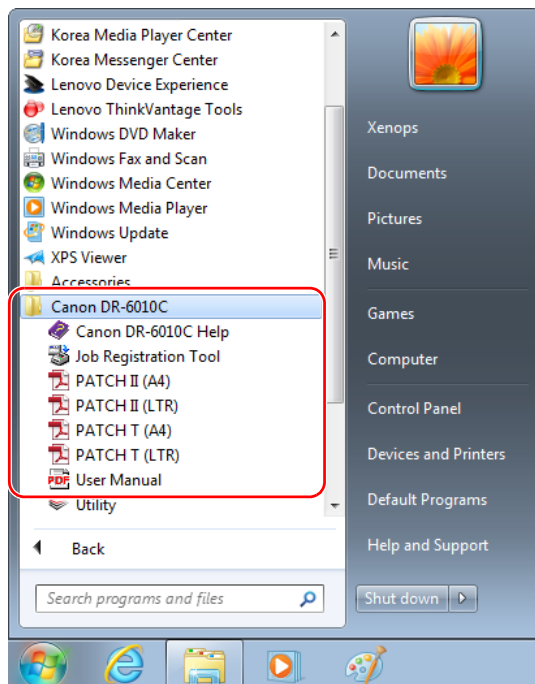 Korea Media Player Center
Korea Messenger Center
Lenovo Device Experience
Lenovo ThinkVantage Tools
Windows DVD Maker
Windows Fax and Scan
Windows Media Center
Windows Media Player
Windows Update
XPS Viewer
Accessories
Canon DR-6010C
Canon DR-6010C Help
Job Registration Tool
PATCH II (A4)
PATCH II (LTR)
PATCH T (A4)
PATCH T (LTR)
PDF User Manual
Utility
Back
Search programs and files
Xenops
Documents
Pictures
Music
Games
Computer
Control Panel
Devices and Printers
Default Programs
Help and Support
Shut down